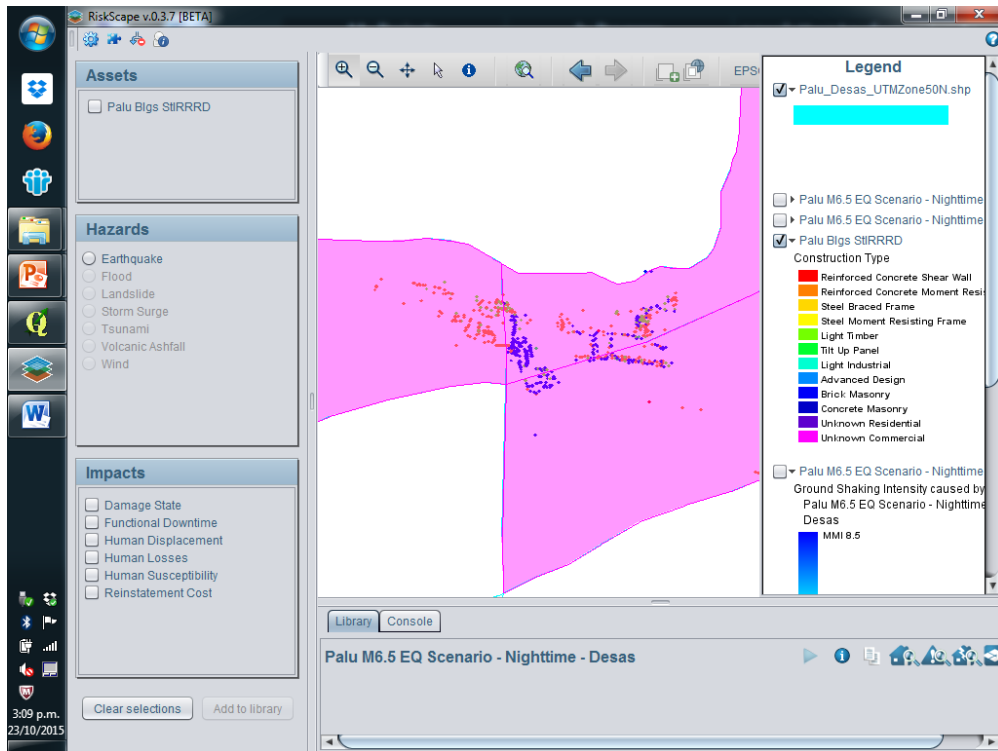 RiskScape v.0.3.7 [BETA]
Assets
Palu Blgs StIRRRD
Hazards
Earthquake
Flood
Landslide
Storm Surge
Tsunami
Volcanic Ashfall
Wind
Impacts
Damage State
Functional Downtime
Human Displacement
Human Losses
Human Susceptibility
Reinstatement Cost
Clear selections
Add to library
EPS
Legend
Palu_Desas_UTMZone50N.shp
Palu M6.5 EQ Scenario - Nighttime
Palu M6.5 EQ Scenario - Nighttime
Palu Blgs StIRRRD
Construction Type
Reinforced Concrete Shear Wall
Reinforced Concrete Moment Resi
Steel Braced Frame
Steel Moment Resisting Frame
Light Timber
Tilt Up Panel
Light Industrial
Advanced Design
Brick Masonry
Concrete Masonry
Unknown Residential
Unknown Commercial
Palu M6.5 EQ Scenario - Nighttime
Ground Shaking Intensity caused by
Palu M6.5 EQ Scenario - Nighttime
Desas
MMI 8.5
Library
Console
Palu M6.5 EQ Scenario - Nighttime - Desas
3:09 p.m.
23/10/2015